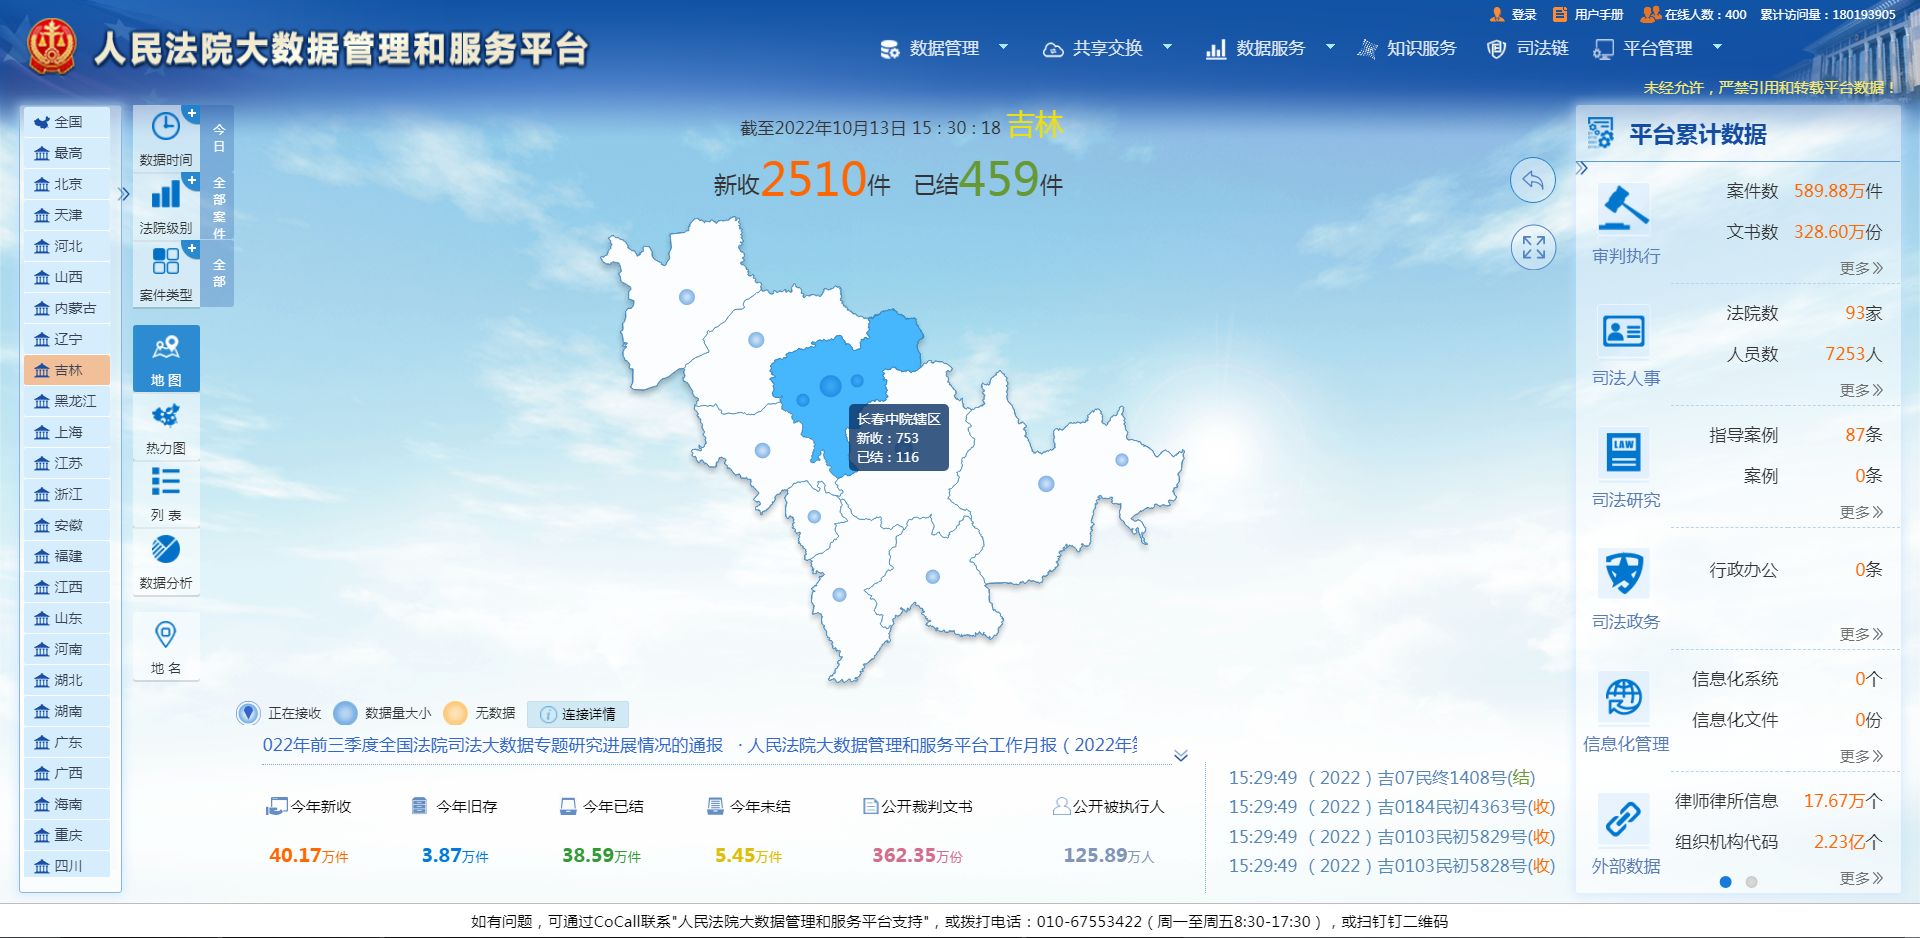 登录 用户手册 在线人数：400 累计访问量：180193905
人民法院大数据管理和服务平台
数据管理 共享交换 数据服务 知识服务 司法链 平台管理
未经允许，严禁引用和转载平台数据！
全国
最高
北京
天津
河北
山西
内蒙古
辽宁
吉林
黑龙江
上海
江苏
浙江
安徽
福建
江西
山东
河南
湖北
湖南
广东
广西
海南
重庆
四川
数据时间
今日
法院级别
全部案件
案件类型
全部
地 图
热力图
列 表
数据分析
地 名
截至2022年10月13日 15：30：18 吉林
新收2510件 已结459件
长春中院辖区
新收：753
已结：116
正在接收 数据量大小 无数据 连接详情
022年前三季度全国法院司法大数据专题研究进展情况的通报 · 人民法院大数据管理和服务平台工作月报（2022年第
今年新收 今年旧存 今年已结 今年未结 公开裁判文书 公开被执行人
40.17万件 3.87万件 38.59万件 5.45万件 362.35万份 125.89万人
15:29:49 （2022）吉07民终1408号(结)
15:29:49 （2022）吉0184民初4363号(收)
15:29:49 （2022）吉0103民初5829号(收)
15:29:49 （2022）吉0103民初5828号(收)
平台累计数据
审判执行
案件数 589.88万件
文书数 328.60万份
更多
司法人事
法院数 93家
人员数 7253人
更多
LAW
司法研究
指导案例 87条
案例 0条
更多
司法政务
行政办公 0条
更多
信息化管理
信息化系统 0个
信息化文件 0份
更多
外部数据
律师律所信息 17.67万个
组织机构代码 2.23亿个
更多
如有问题，可通过CoCall联系"人民法院大数据管理和服务平台支持"，或拨打电话：010-67553422（周一至周五8:30-17:30），或扫钉钉二维码